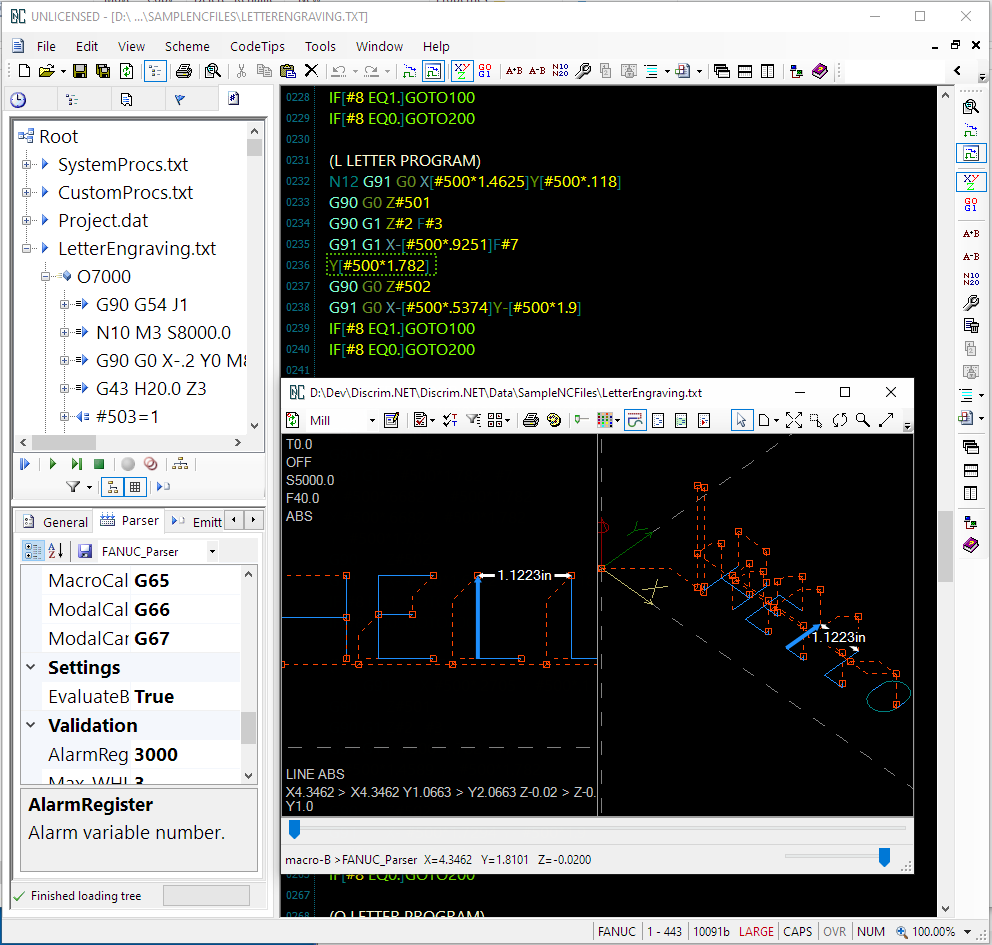 UNLICENSED - [D:\ ...\SAMPLENCFILES\LETTERENGRAVING.TXT]
File Edit View Scheme CodeTips Tools Window Help
Root
SystemProcs.txt
CustomProcs.txt
Project.dat
LetterEngraving.txt
O7000
G90 G54 J1
N10 M3 S8000.0
G90 G0 X-.2 Y0 M8
G43 H20.0 Z3
#503=1
General Parser Emitt
FANUC_Parser
MacroCal G65
ModalCal G66
ModalCar G67
Settings
EvaluateB True
Validation
AlarmReg 3000
AlarmRegister
Alarm variable number.
Finished loading tree
0228 IF[#8 EQ1.]GOTO100
0229 IF[#8 EQ0.]GOTO200
0230
0231 (L LETTER PROGRAM)
0232 N12 G91 G0 X[#500*1.4625]Y[#500*.118]
0233 G90 G0 Z#501
0234 G90 G1 Z#2 F#3
0235 G91 G1 X-[#500*.9251]F#7
0236 Y[#500*1.782]
0237 G90 G0 Z#502
0238 G91 G0 X-[#500*.5374]Y-[#500*1.9]
0239 IF[#8 EQ1.]GOTO100
0240 IF[#8 EQ0.]GOTO200
0241
D:\Dev\Discrim.NET\Discrim.NET\Data\SampleNCFiles\LetterEngraving.txt
Mill
T0.0
OFF
S5000.0
F40.0
ABS
1.1223in
Y
X
1.1223in
LINE ABS
X4.3462 > X4.3462 Y1.0663 > Y2.0663 Z-0.02 > Z-0.
Y1.0
macro-B >FANUC_Parser X=4.3462 Y=1.8101 Z=-0.0200
0267
0268 (O LETTER PROGRAM)
FANUC 1 - 443 10091b LARGE CAPS OVR NUM 100.00%